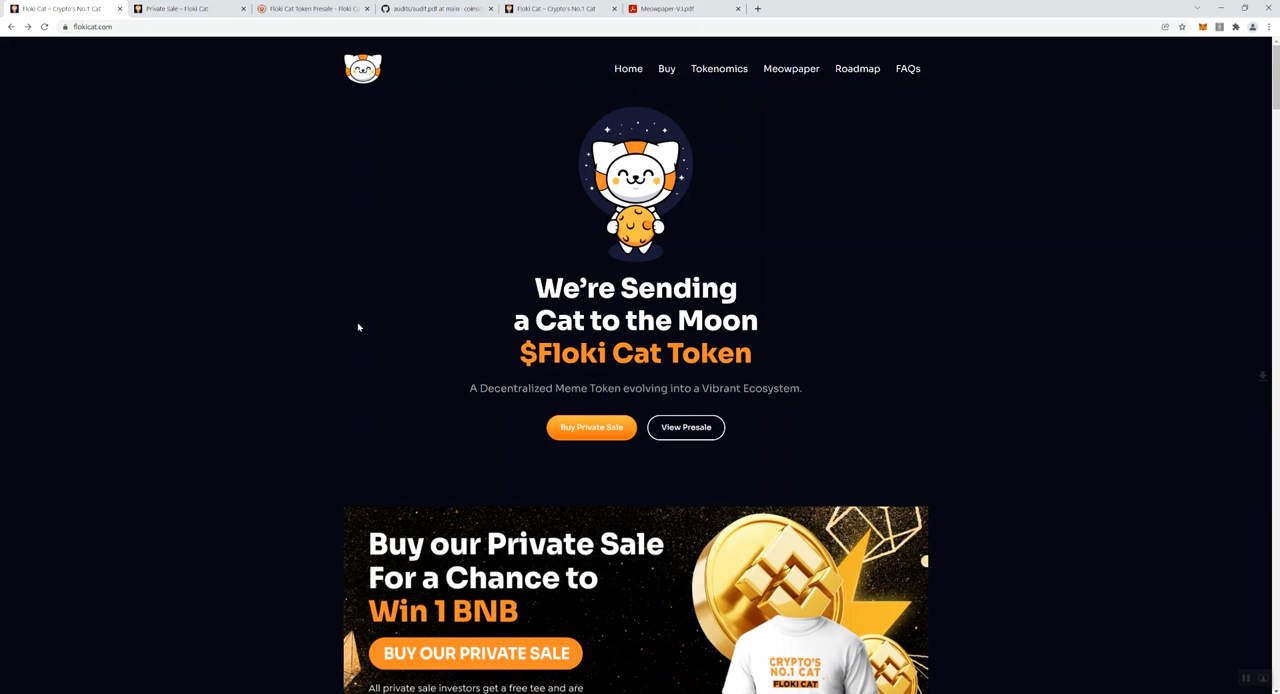 Floki Cat – Crypto's No.1 Cat
Private Sale – Floki Cat
Floki Cat Token Presale - Floki Ca
audits/audit.pdf at main · coinsc
Floki Cat – Crypto's No.1 Cat
Meowpaper-V.I.pdf
flokicat.com
Home
Buy
Tokenomics
Meowpaper
Roadmap
FAQs
We're Sending
a Cat to the Moon
$Floki Cat Token
A Decentralized Meme Token evolving into a Vibrant Ecosystem.
Buy Private Sale
View Presale
Buy our Private Sale
For a Chance to
Win 1 BNB
BUY OUR PRIVATE SALE
All private sale investors get a free tee and are
CRYPTO'S
NO.1 CAT
FLOKI CAT